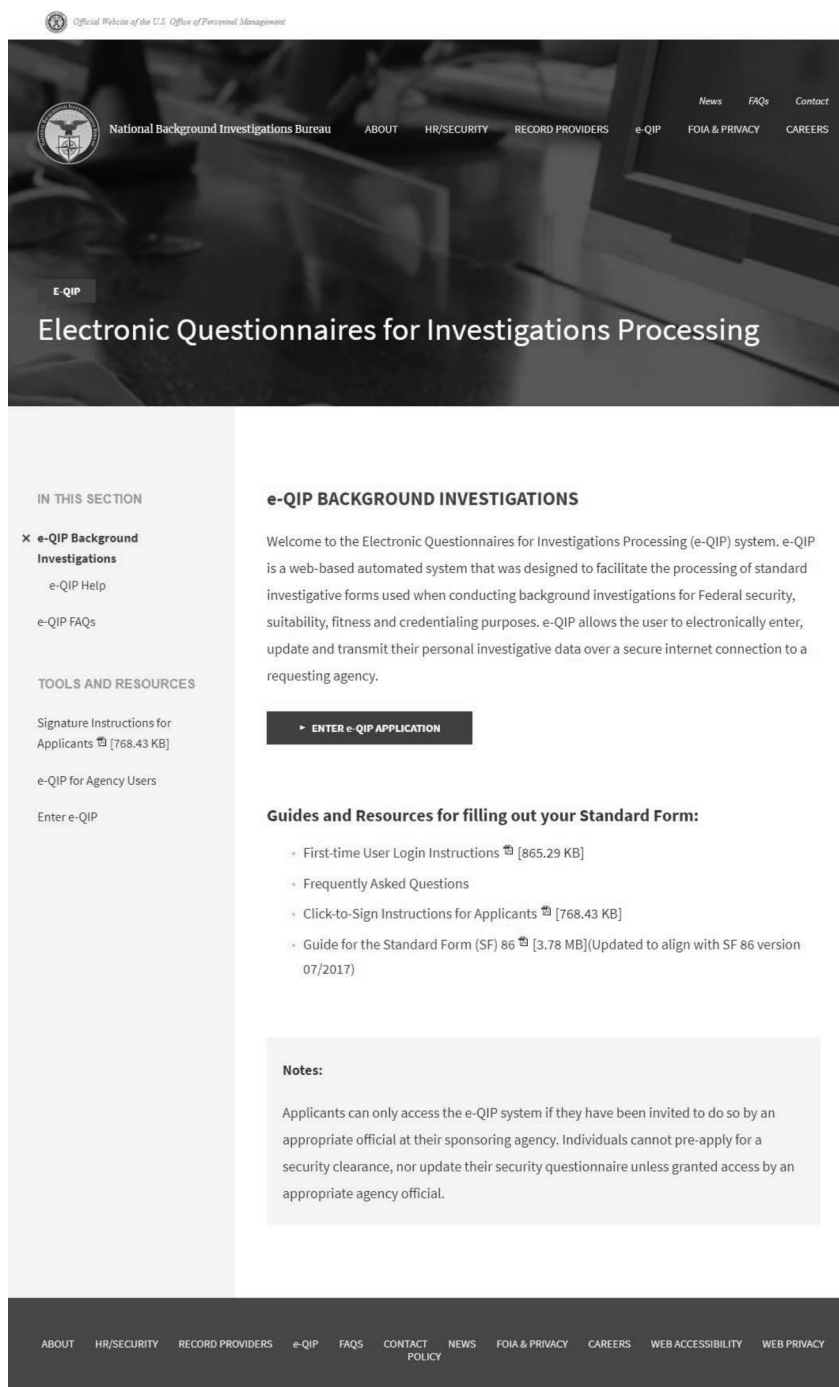 Official Website of the U.S. Office of Personnel Management
News FAQs Contact
National Background Investigations Bureau ABOUT HR/SECURITY RECORD PROVIDERS e-QIP FOIA & PRIVACY CAREERS
E-QIP
Electronic Questionnaires for Investigations Processing
IN THIS SECTION
× e-QIP Background
Investigations
e-QIP Help
e-QIP FAQs
TOOLS AND RESOURCES
Signature Instructions for
Applicants [768.43 KB]
e-QIP for Agency Users
Enter e-QIP
e-QIP BACKGROUND INVESTIGATIONS
Welcome to the Electronic Questionnaires for Investigations Processing (e-QIP) system. e-QIP
is a web-based automated system that was designed to facilitate the processing of standard
investigative forms used when conducting background investigations for Federal security,
suitability, fitness and credentialing purposes. e-QIP allows the user to electronically enter,
update and transmit their personal investigative data over a secure internet connection to a
requesting agency.
► ENTER e-QIP APPLICATION
Guides and Resources for filling out your Standard Form:
First-time User Login Instructions [865.29 KB]
Frequently Asked Questions
Click-to-Sign Instructions for Applicants [768.43 KB]
Guide for the Standard Form (SF) 86 [3.78 MB](Updated to align with SF 86 version
07/2017)
Notes:
Applicants can only access the e-QIP system if they have been invited to do so by an
appropriate official at their sponsoring agency. Individuals cannot pre-apply for a
security clearance, nor update their security questionnaire unless granted access by an
appropriate agency official.
ABOUT HR/SECURITY RECORD PROVIDERS e-QIP FAQS CONTACT NEWS FOIA & PRIVACY CAREERS WEB ACCESSIBILITY WEB PRIVACY
POLICY